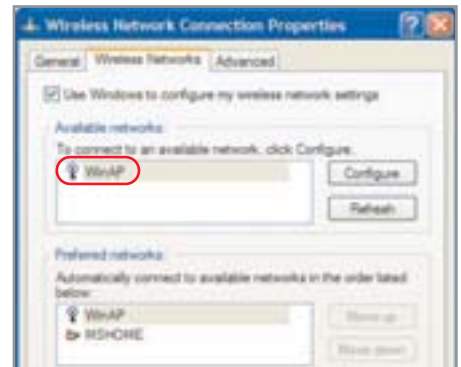 Wireless Network Connection Properties
General Wireless Networks Advanced
Use Windows to configure my wireless network settings
Available networks:
To connect to an available network, click Configure.
WinAP
Configure
Refresh
Preferred networks:
Automatically connect to available networks in the order listed
below:
WinAP
Move up
MSHOME
Move down